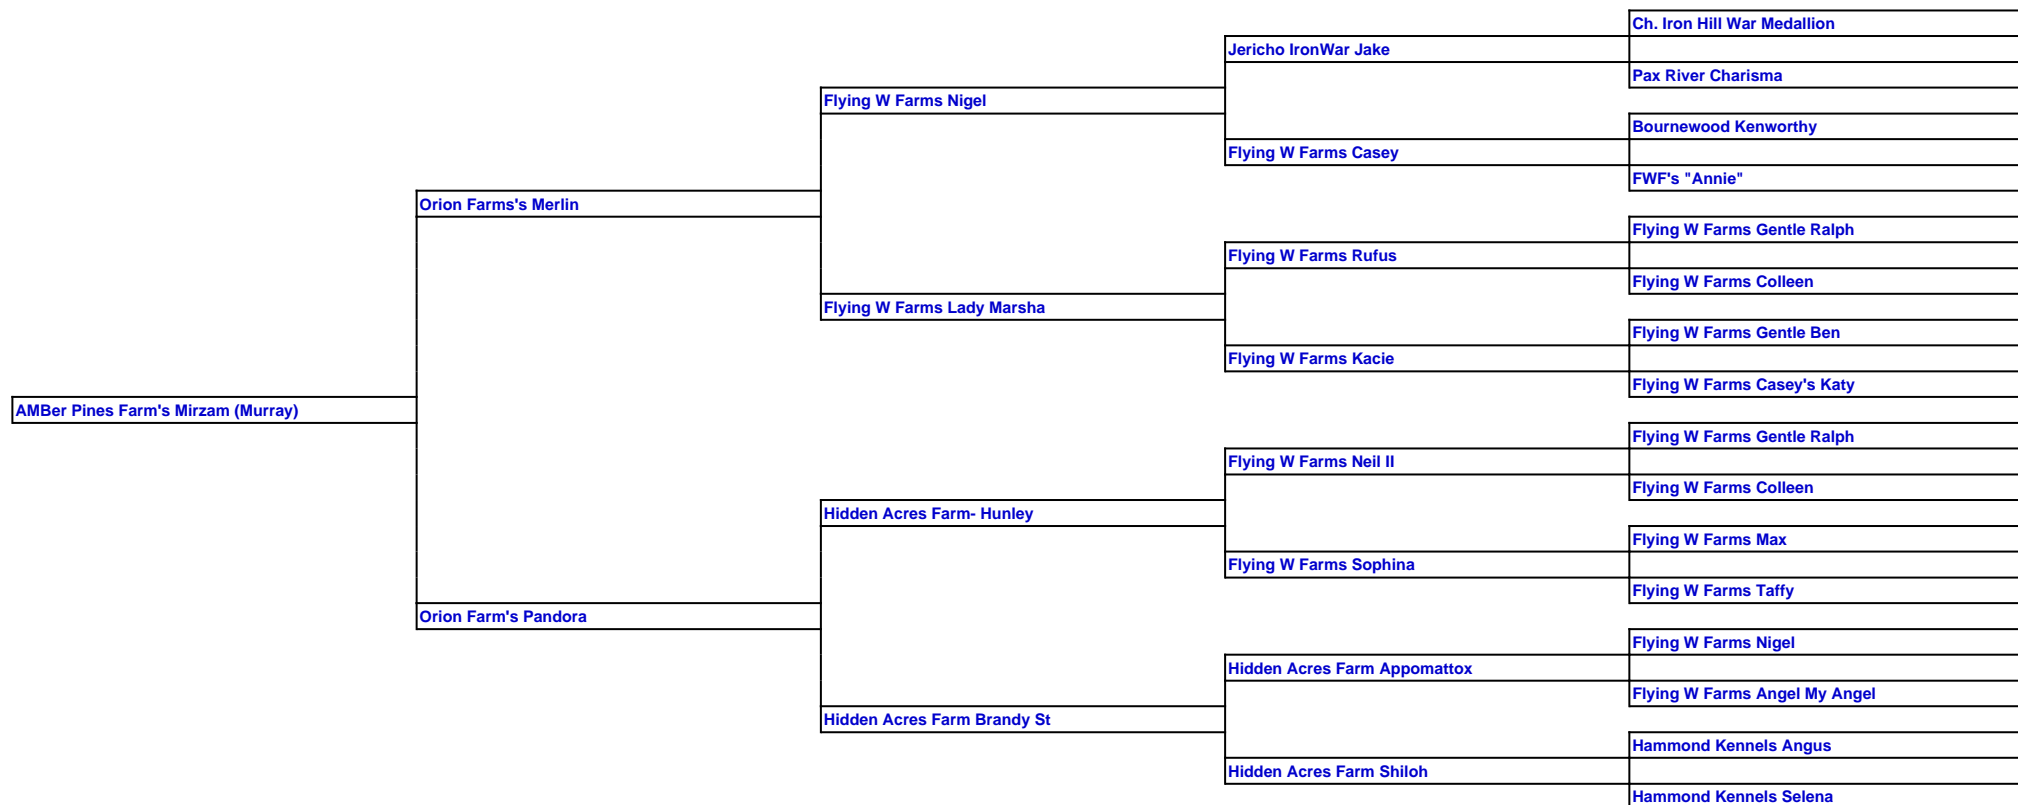 Ch. Iron Hill War Medallion
Jericho IronWar Jake
Pax River Charisma
Flying W Farms Nigel
Bournewood Kenworthy
Flying W Farms Casey
FWF's "Annie"
Orion Farms's Merlin
Flying W Farms Gentle Ralph
Flying W Farms Rufus
Flying W Farms Colleen
Flying W Farms Lady Marsha
Flying W Farms Gentle Ben
Flying W Farms Kacie
Flying W Farms Casey's Katy
AMBer Pines Farm's Mirzam (Murray)
Flying W Farms Gentle Ralph
Flying W Farms Neil II
Flying W Farms Colleen
Hidden Acres Farm- Hunley
Flying W Farms Max
Flying W Farms Sophina
Flying W Farms Taffy
Orion Farm's Pandora
Flying W Farms Nigel
Hidden Acres Farm Appomattox
Flying W Farms Angel My Angel
Hidden Acres Farm Brandy St
Hammond Kennels Angus
Hidden Acres Farm Shiloh
Hammond Kennels Selena